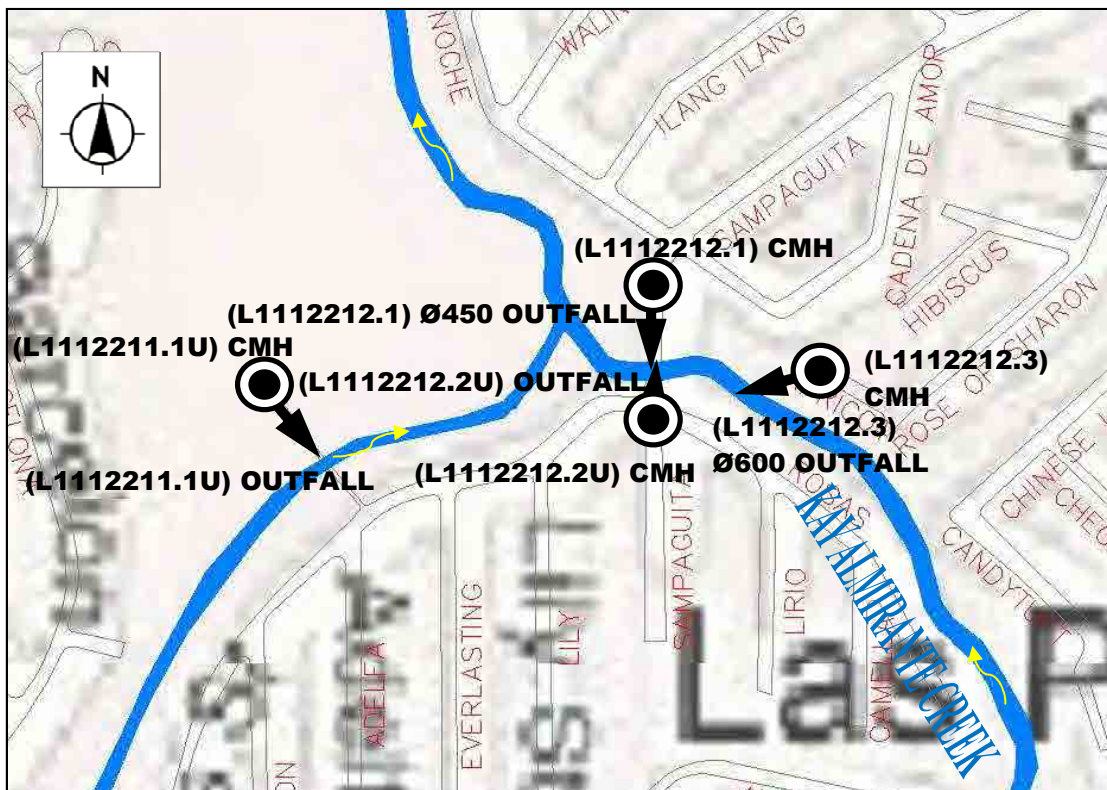 N
NOCHE
ILANG ILANG
SAMPAGUITA
CADENA DE AMOR
HIBISCUS
(L1112212.1) CMH
(L1112212.1) Ø450 OUTFALL
(L1112211.1U) CMH
(L1112212.2U) OUTFALL
(L1112212.3)
CMH
ROSE OF SHARON
(L1112212.3)
Ø600 OUTFALL
(L1112211.1U) OUTFALL
(L1112212.2U) CMH
KAY ALMIRANTE CREEK
CANDYTUFT
CHINESE
ADELFA
EVERLASTING
LILY
SAMPAGUITA
LIRIO